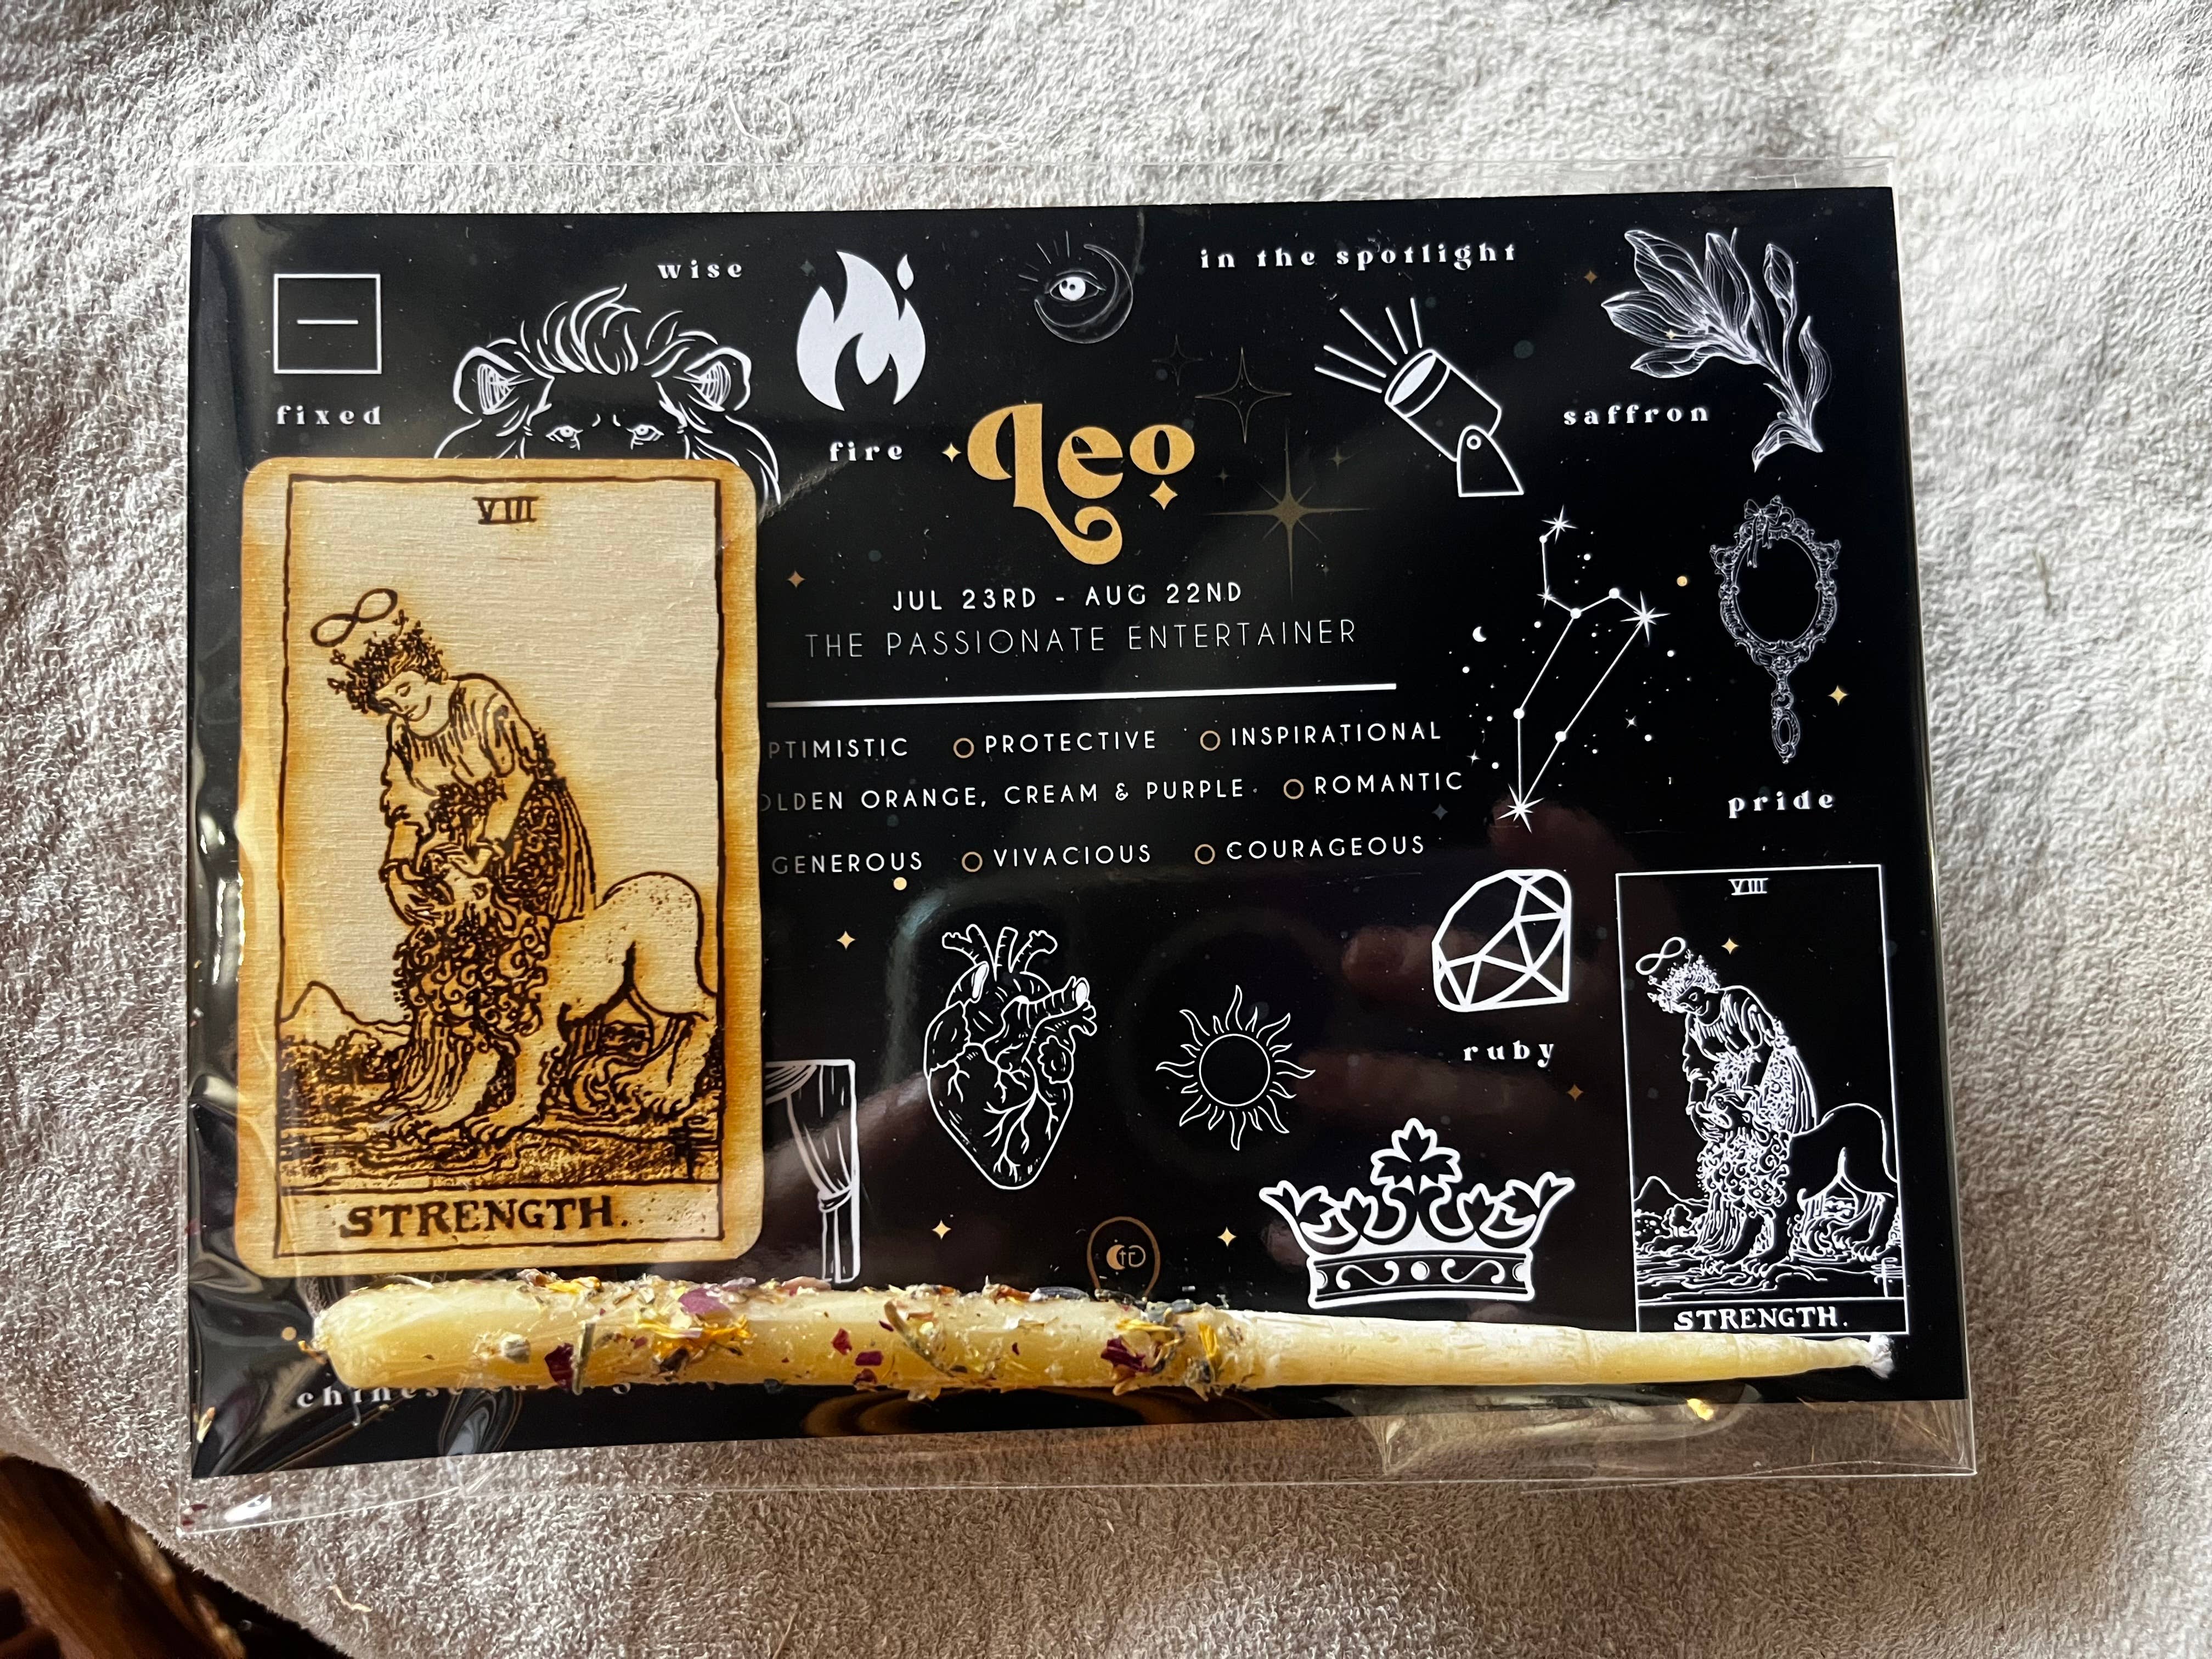 wise
in the spotlight
fixed
fire
saffron
Leo
VIII
JUL 23RD - AUG 22ND
THE PASSIONATE ENTERTAINER
PTIMISTIC PROTECTIVE INSPIRATIONAL
LDEN ORANGE, CREAM & PURPLE ROMANTIC
GENEROUS VIVACIOUS COURAGEOUS
pride
VIII
ruby
STRENGTH.
STRENGTH.